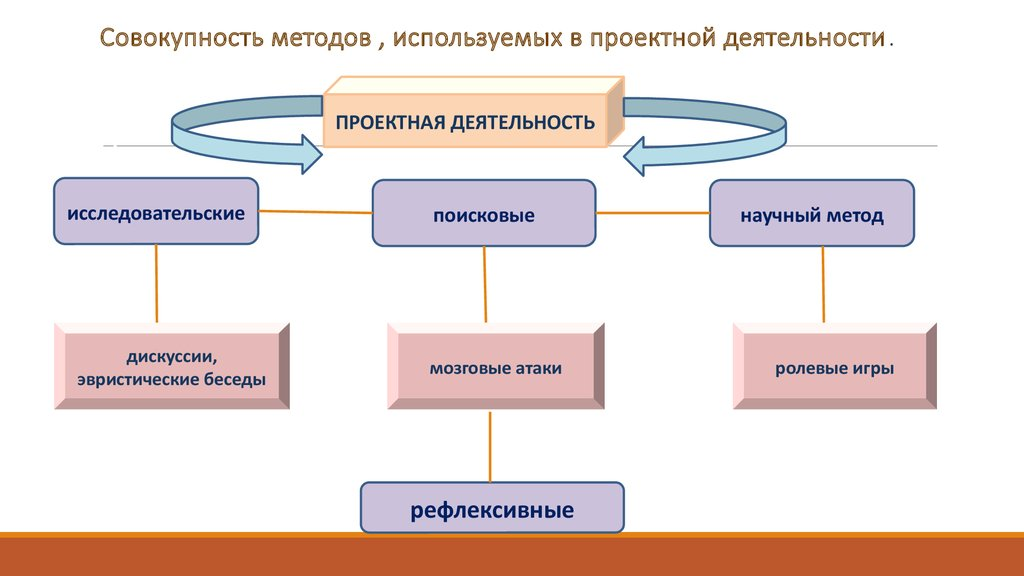 Совокупность методов , используемых в проектной деятельности.
ПРОЕКТНАЯ ДЕЯТЕЛЬНОСТЬ
исследовательские
поисковые
научный метод
дискуссии,
эвристические беседы
мозговые атаки
ролевые игры
рефлексивные